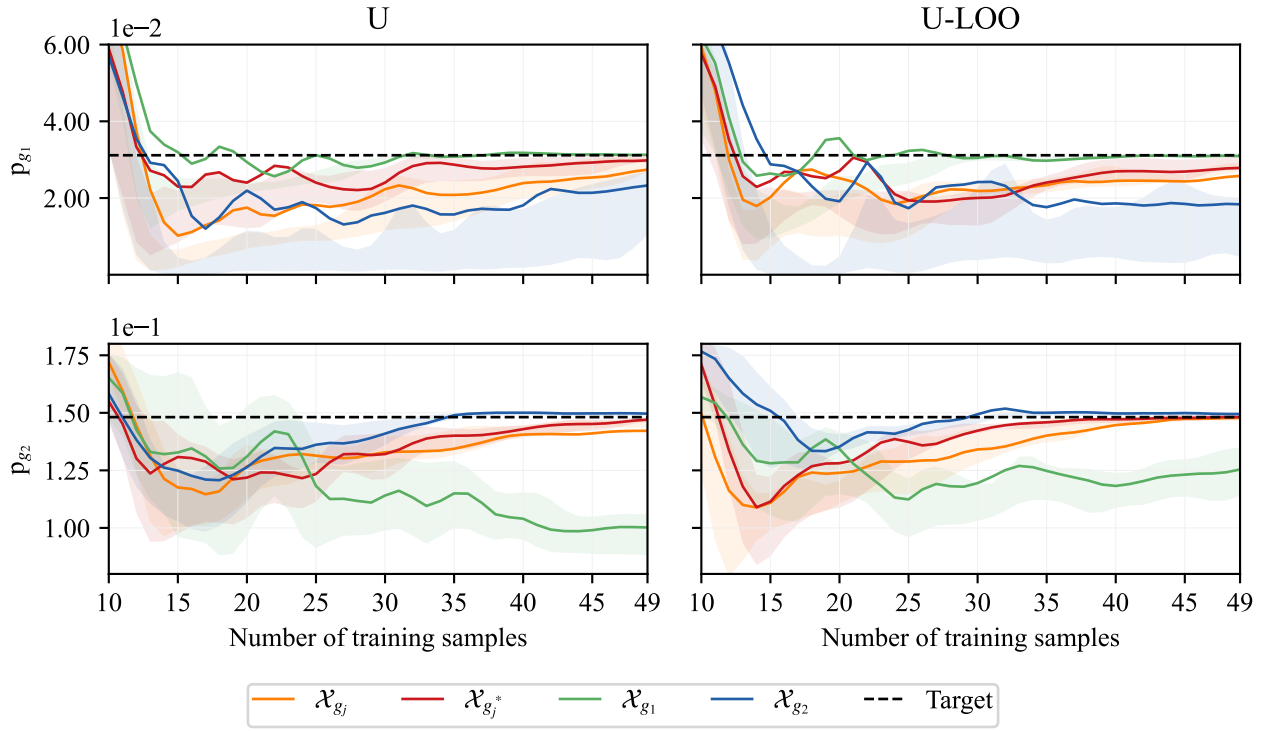 U
U-LOO
1e−2
6.00
4.00
2.00
p_{g_1}
1e−1
1.75
1.50
1.25
1.00
p_{g_2}
10 15 20 25 30 35 40 45 49
10 15 20 25 30 35 40 45 49
Number of training samples
Number of training samples
𝒳_{g_j} 𝒳_{g_j^*} 𝒳_{g_1} 𝒳_{g_2} Target